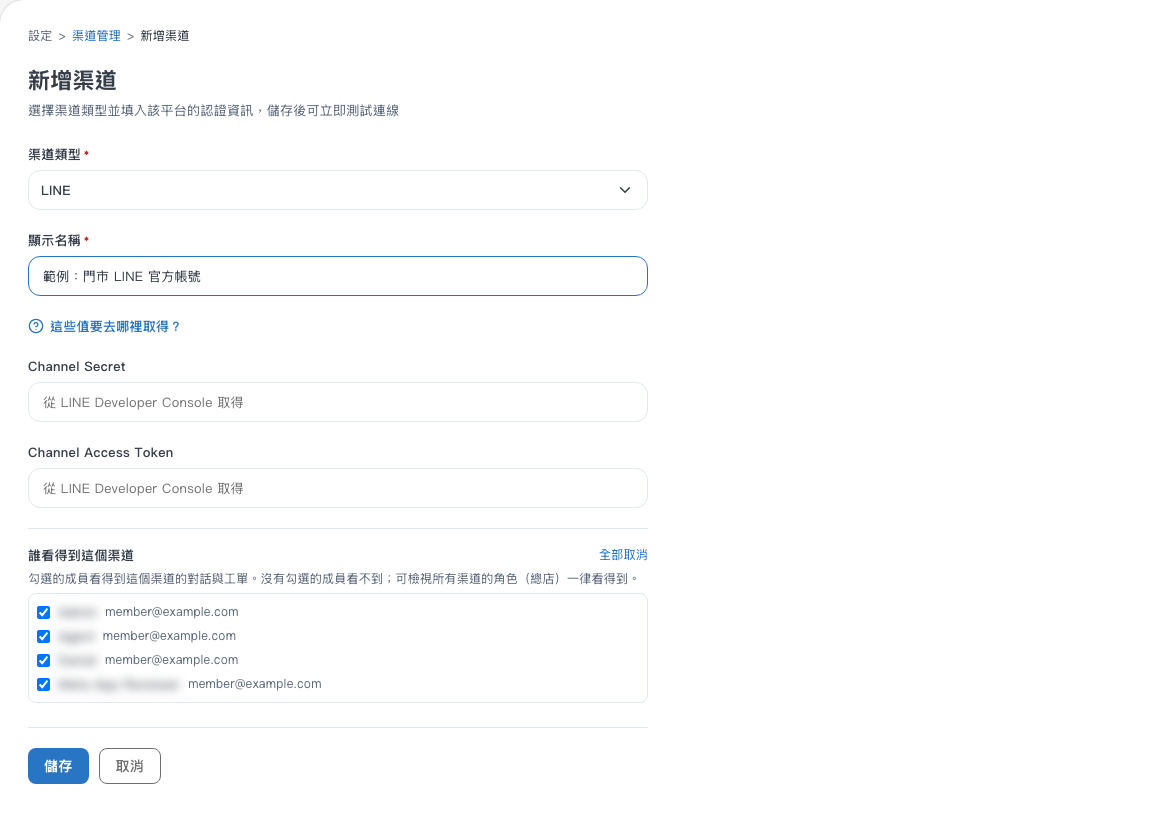 設定 > 渠道管理 > 新增渠道
新增渠道
選擇渠道類型並填入該平台的認證資訊，儲存後可立即測試連線
渠道類型 *
LINE
顯示名稱 *
範例：門市 LINE 官方帳號
這些值要去哪裡取得？
Channel Secret
從 LINE Developer Console 取得
Channel Access Token
從 LINE Developer Console 取得
誰看得到這個渠道 全部取消
勾選的成員看得到這個渠道的對話與工單。沒有勾選的成員看不到；可檢視所有渠道的角色（總店）一律看得到。
member@example.com
member@example.com
member@example.com
member@example.com
儲存 取消